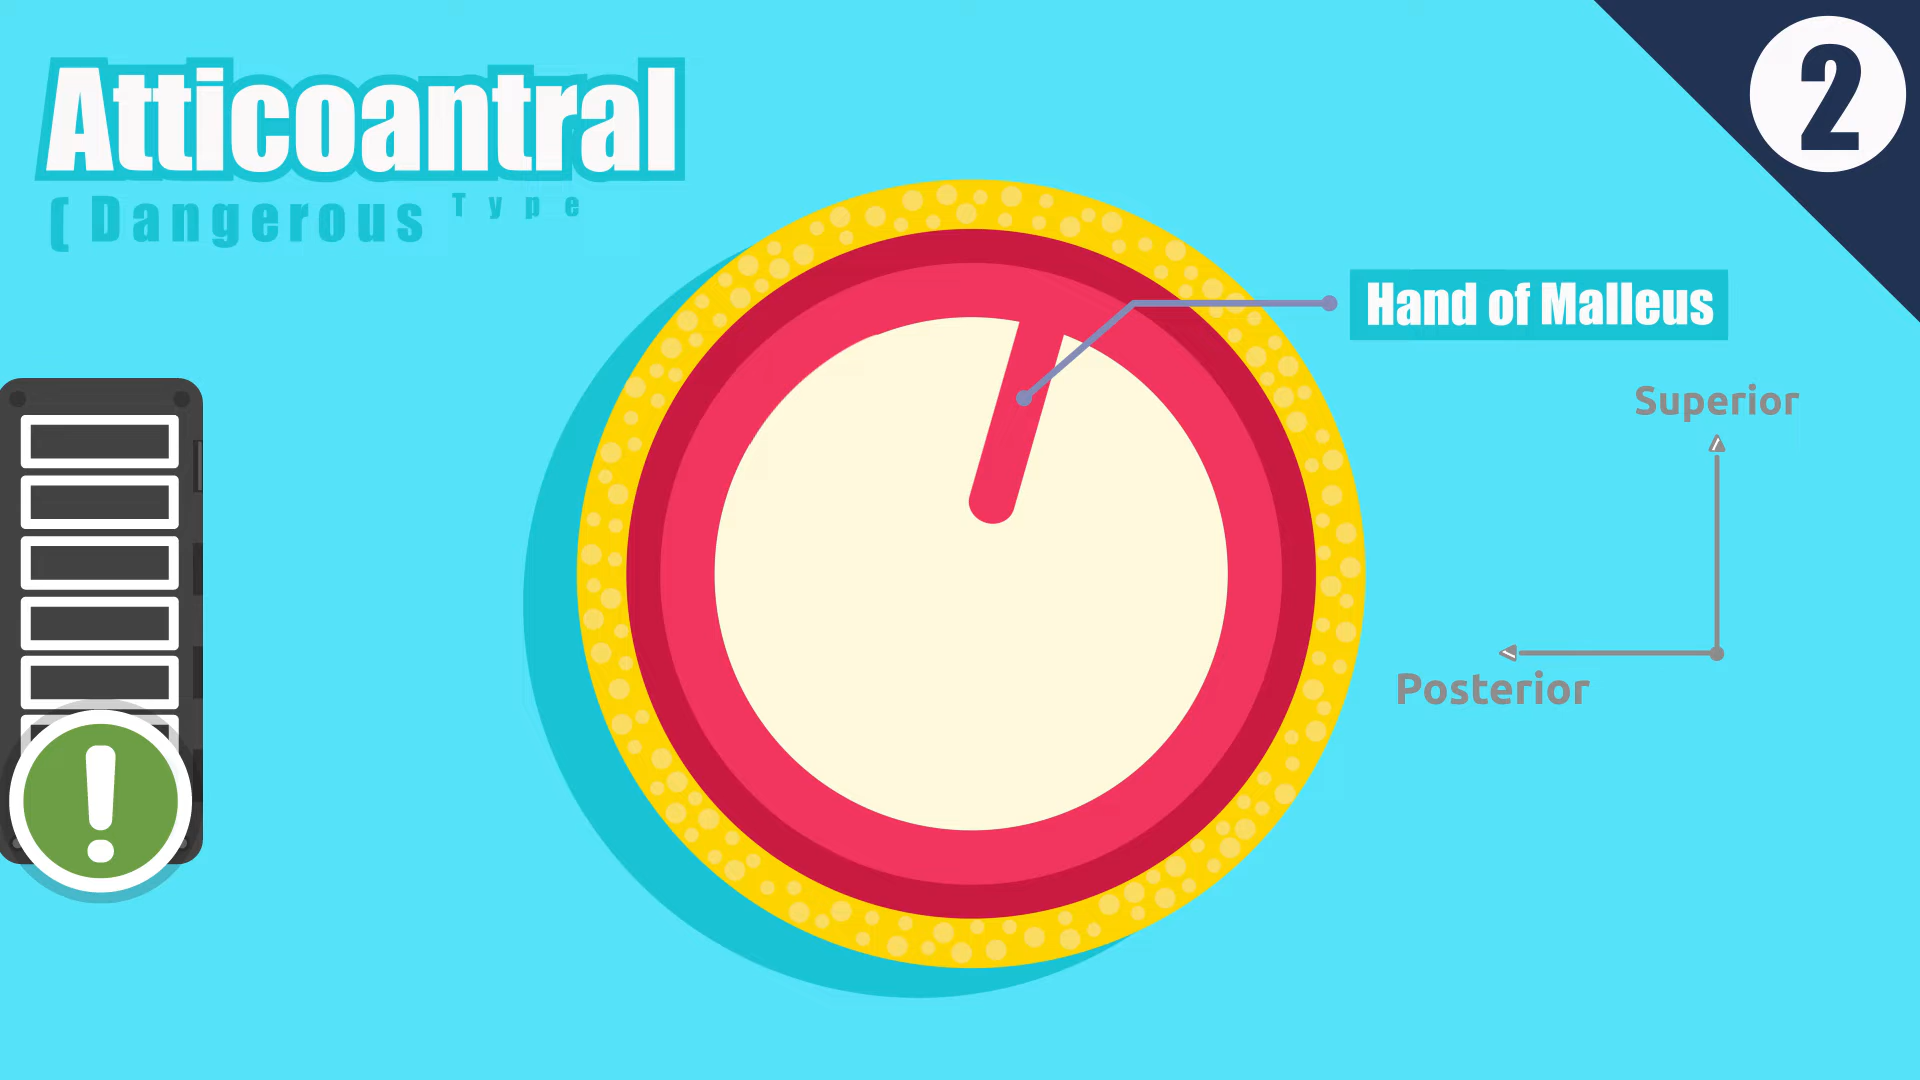 Atticoantral
2
( Dangerous Type
Hand of Malleus
Superior
Posterior